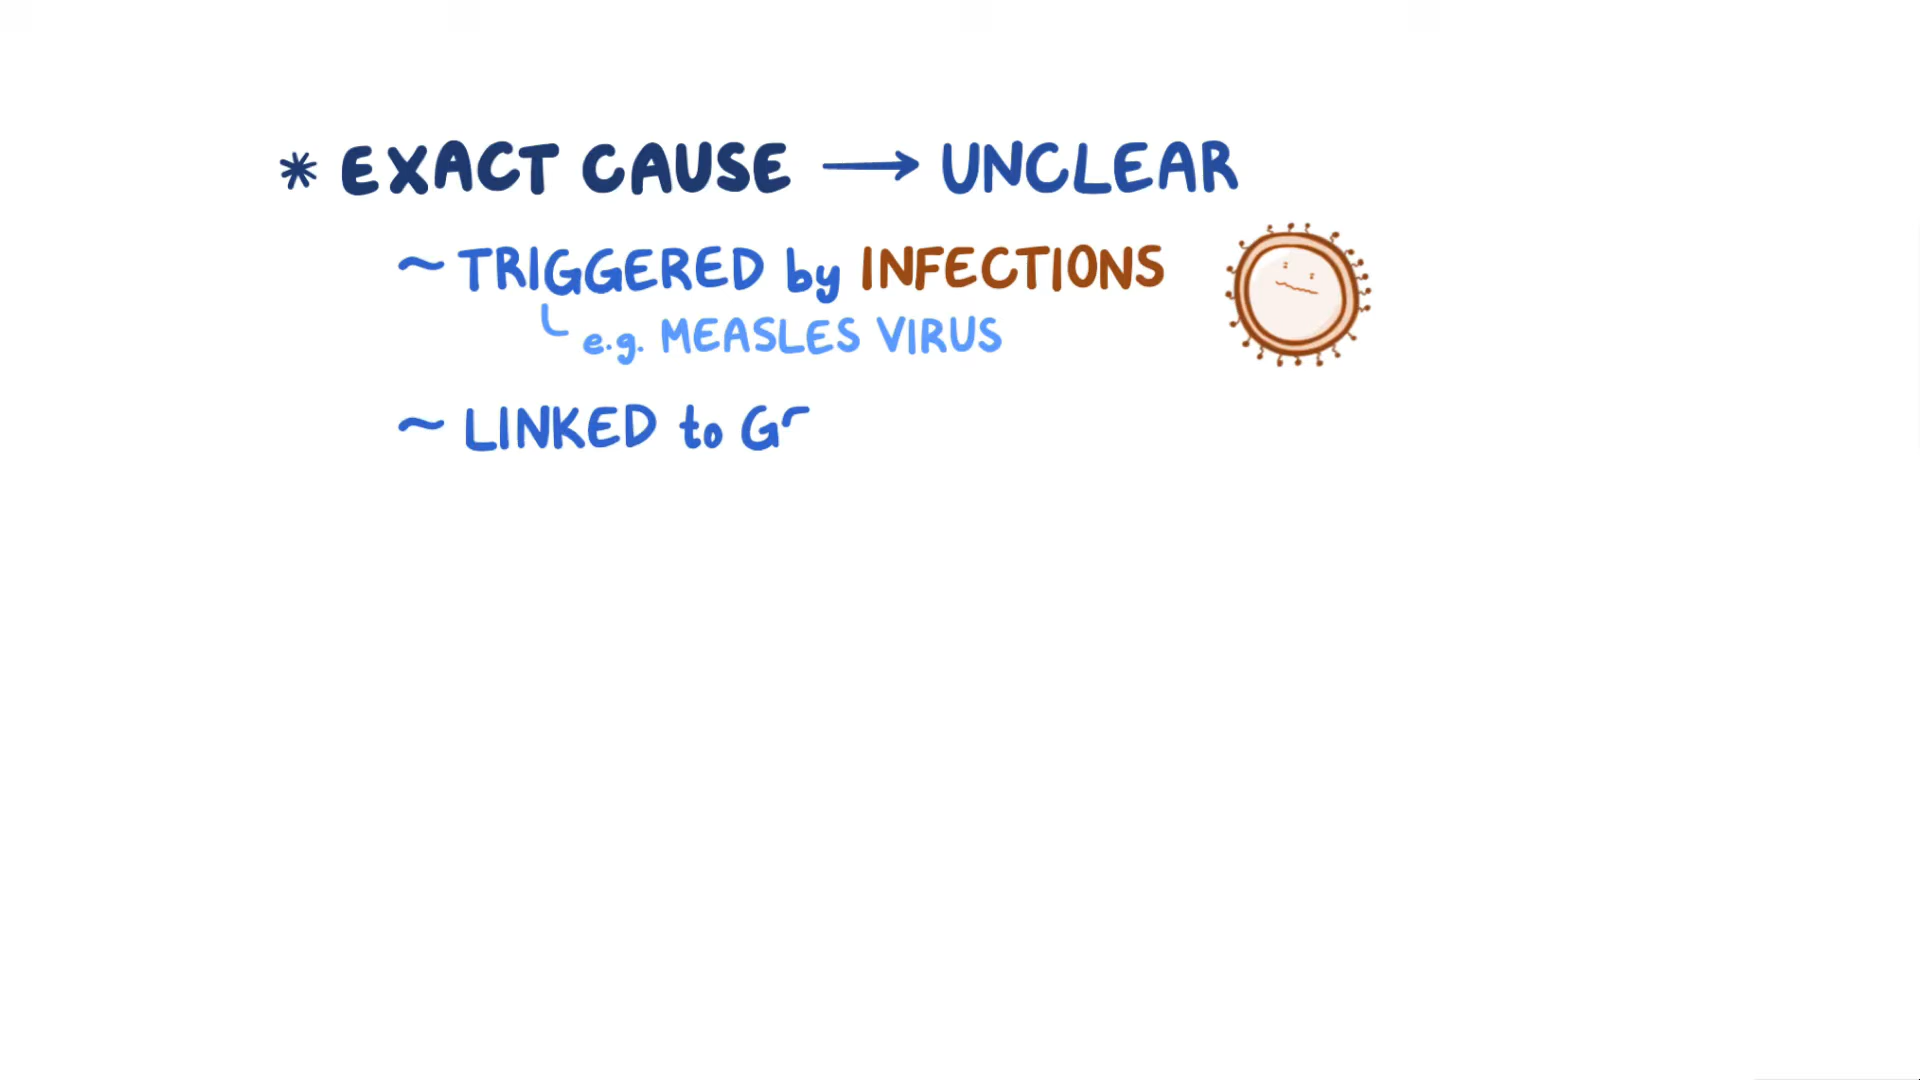 * EXACT CAUSE → UNCLEAR
~ TRIGGERED by INFECTIONS
e.g. MEASLES VIRUS
~ LINKED to G